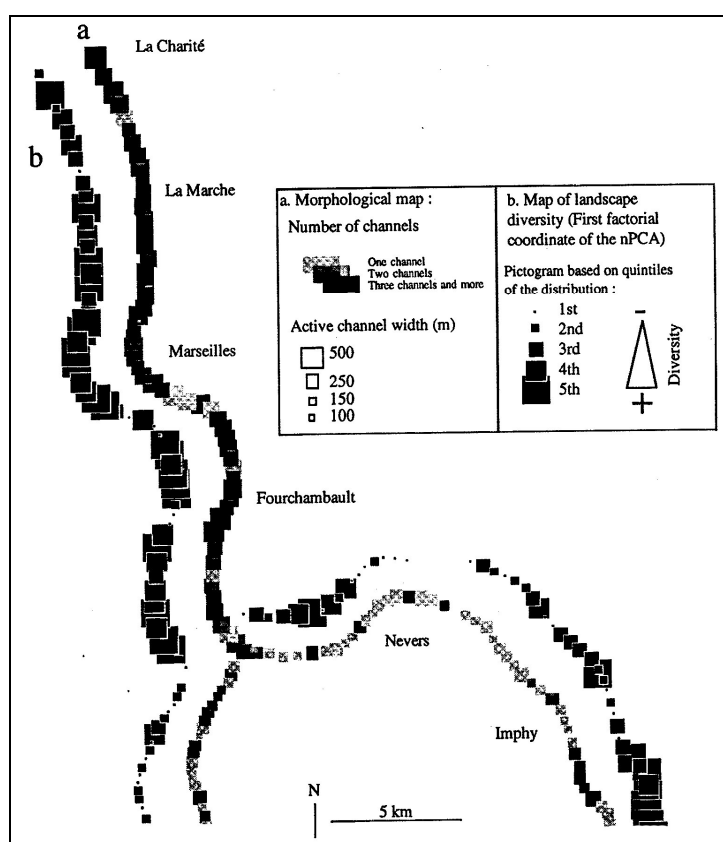 a
La Charité
b
La Marche
Marseilles
Fourchambault
Nevers
Imphy
a. Morphological map :
Number of channels
One channel
Two channels
Three channels and more
Active channel width (m)
500
250
150
100
b. Map of landscape
diversity (First factorial
coordinate of the nPCA)
Pictogram based on quintiles
of the distribution :
1st
2nd
3rd
4th
5th
-
Diversity
+
N
5 km